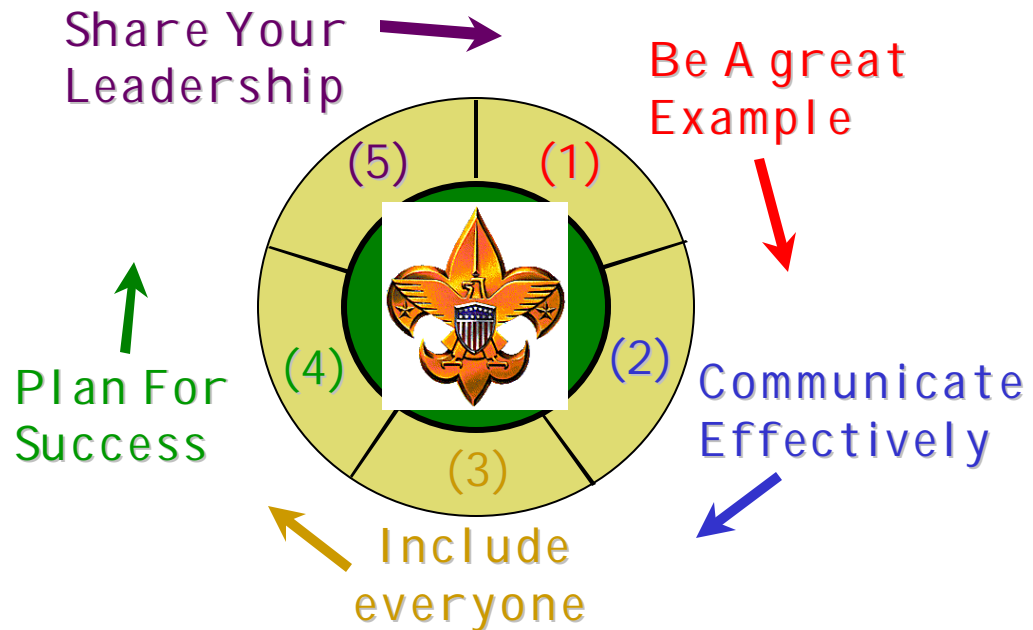 Share Your
Leadership
Be A great
Example
(5)
(1)
(4)
(2)
Plan For
Success
Communicate
Effectively
(3)
Include
everyone